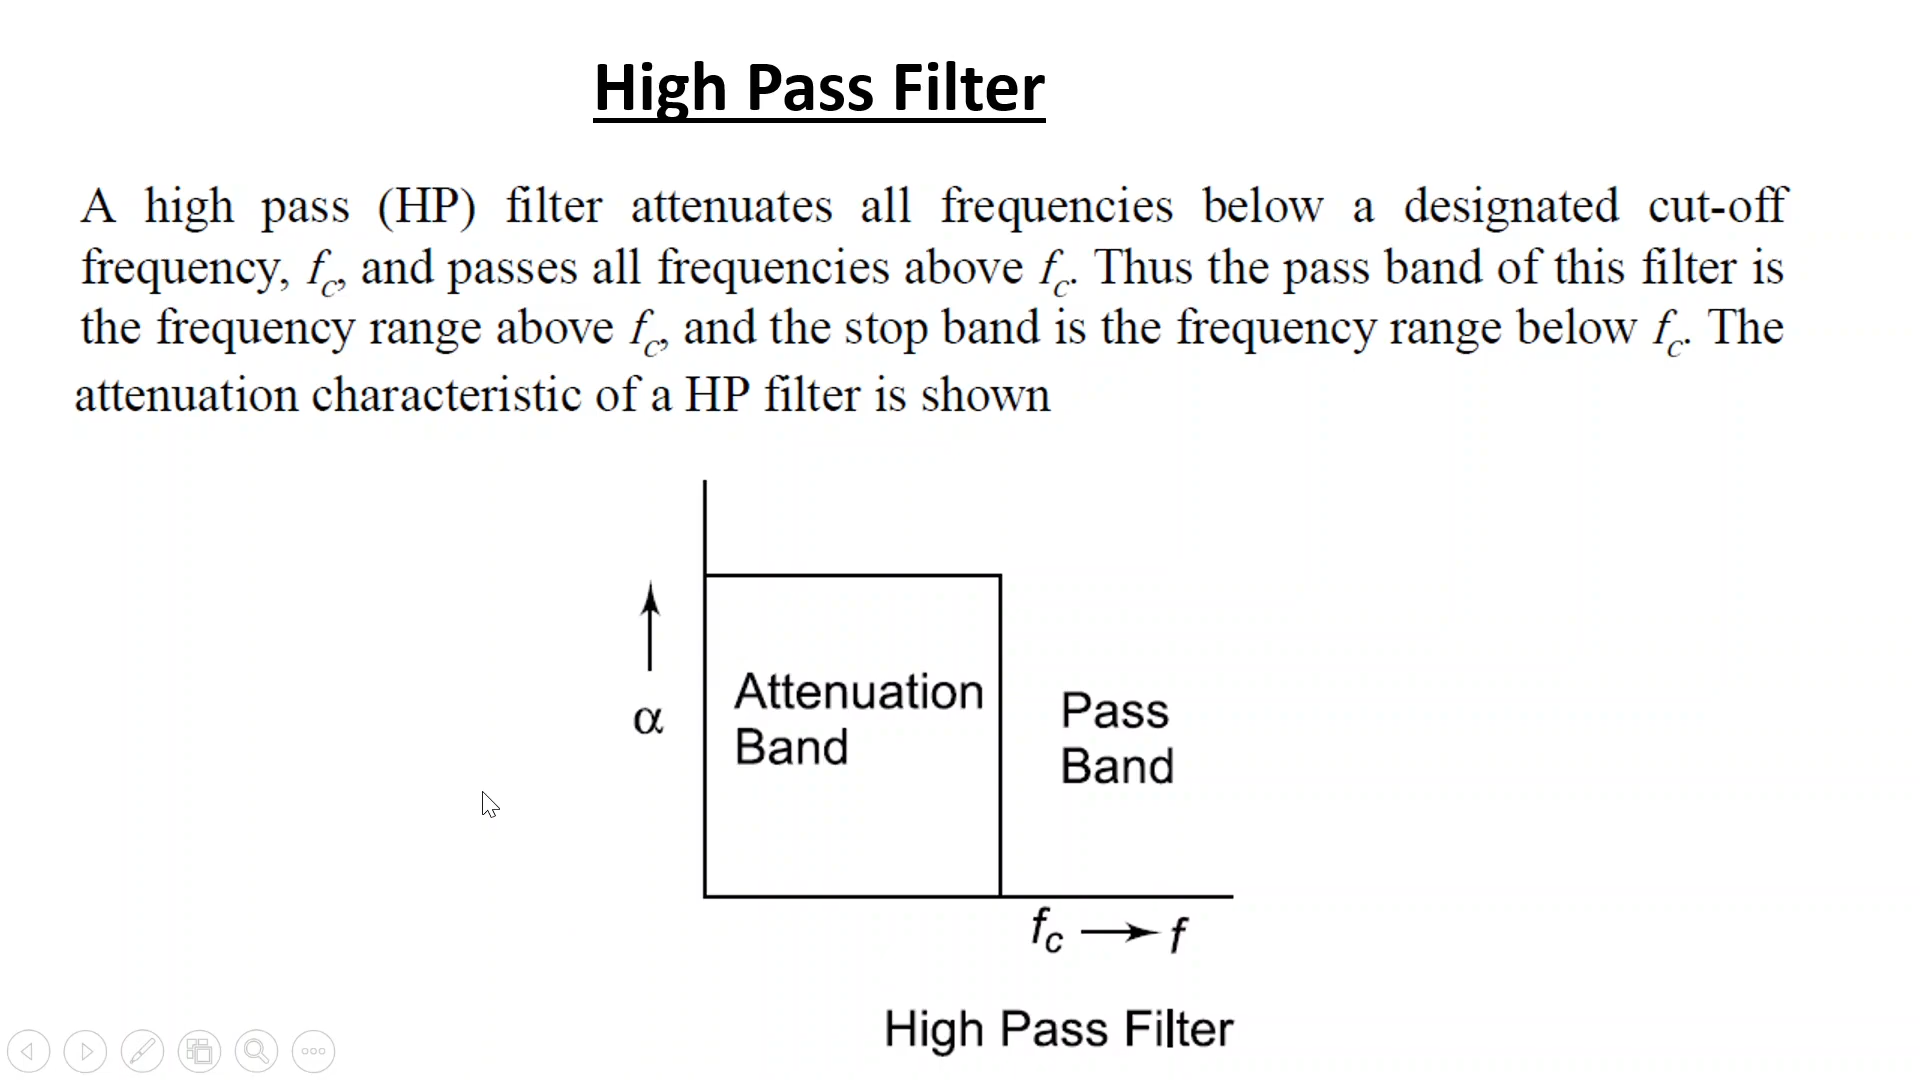 High Pass Filter
A high pass (HP) filter attenuates all frequencies below a designated cut-off
frequency, fc, and passes all frequencies above fc. Thus the pass band of this filter is
the frequency range above fc, and the stop band is the frequency range below fc. The
attenuation characteristic of a HP filter is shown
α
Attenuation
Band
Pass
Band
fc → f
High Pass Filter